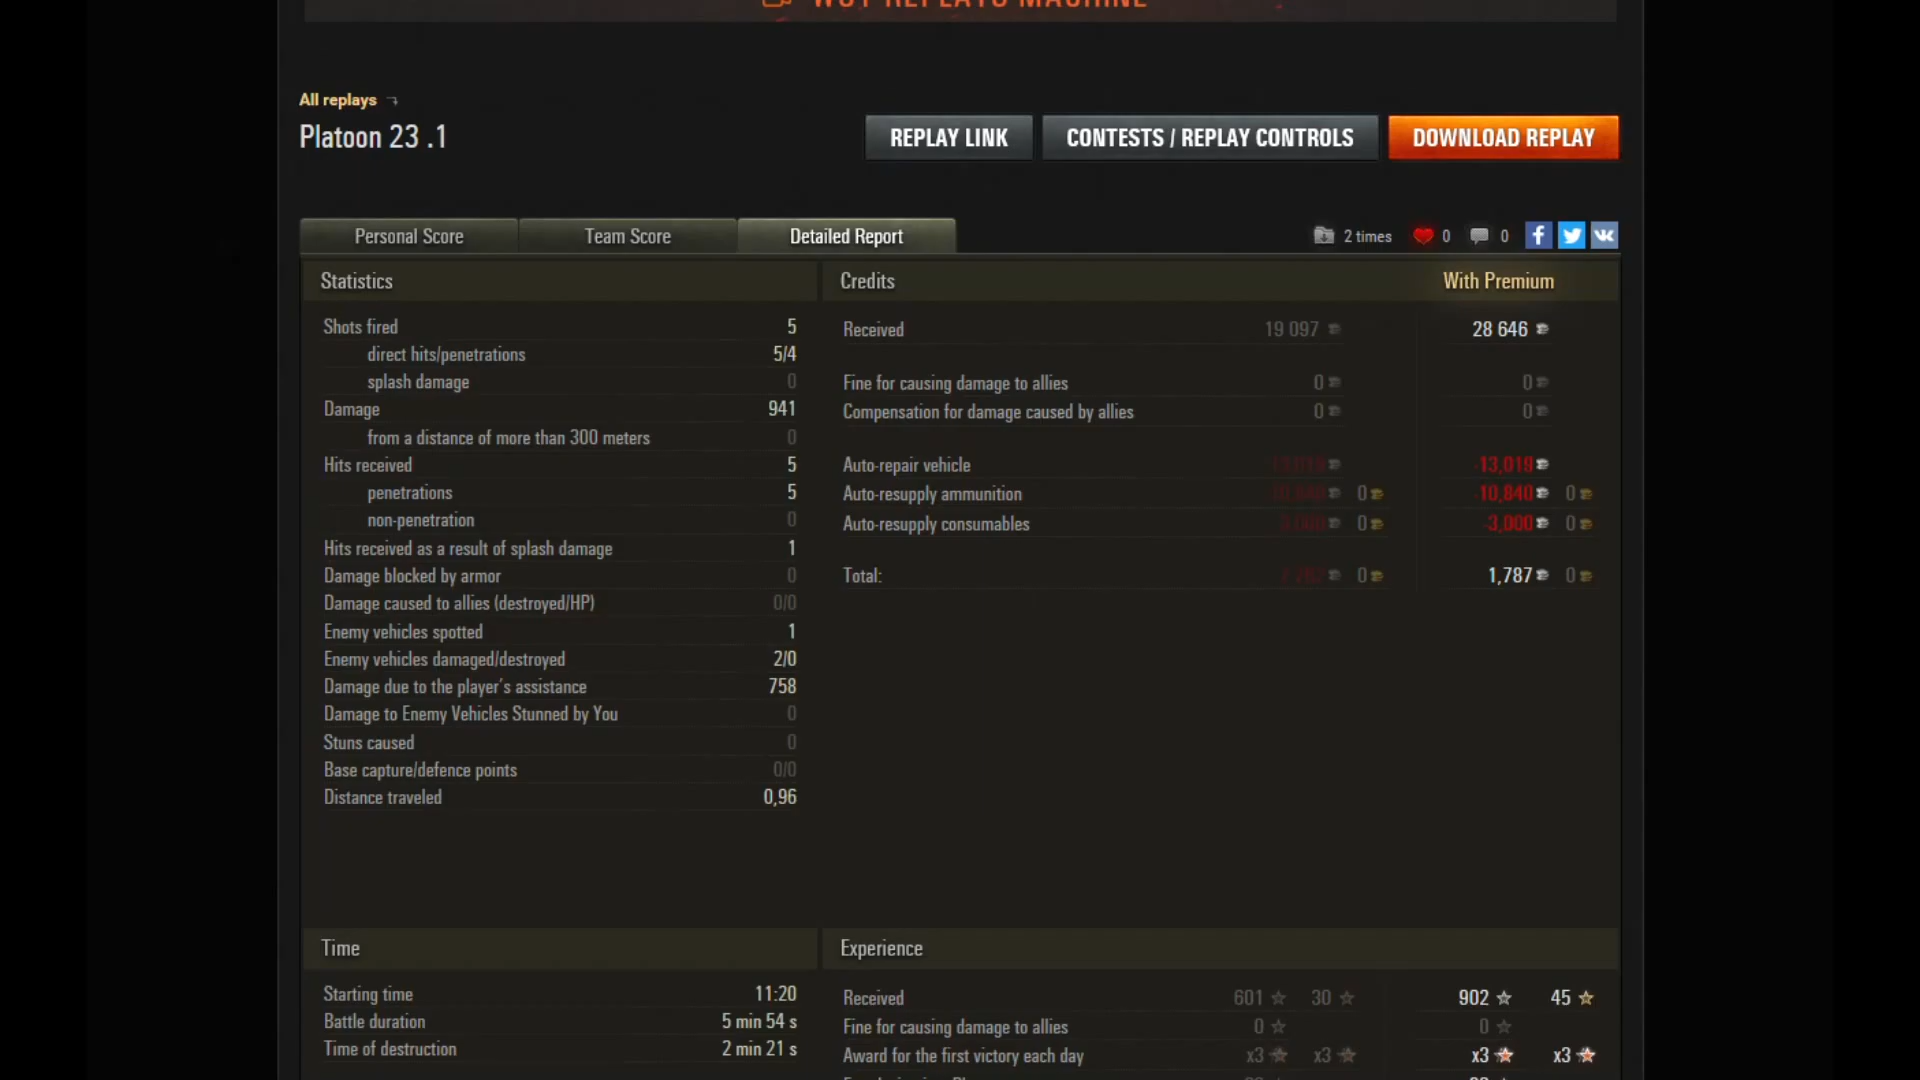 WOT REPLAYS MACHINE
All replays
Platoon 23 .1
REPLAY LINK
CONTESTS / REPLAY CONTROLS
DOWNLOAD REPLAY
Personal Score
Team Score
Detailed Report
2 times
0
0
Statistics
Shots fired 5
direct hits/penetrations 5/4
splash damage 0
Damage 941
from a distance of more than 300 meters 0
Hits received 5
penetrations 5
non-penetration 0
Hits received as a result of splash damage 1
Damage blocked by armor 0
Damage caused to allies (destroyed/HP) 0/0
Enemy vehicles spotted 1
Enemy vehicles damaged/destroyed 2/0
Damage due to the player's assistance 758
Damage to Enemy Vehicles Stunned by You 0
Stuns caused 0
Base capture/defence points 0/0
Distance traveled 0,96
Credits With Premium
Received 19 097 28 646
Fine for causing damage to allies 0 0
Compensation for damage caused by allies 0 0
Auto-repair vehicle -13,019
Auto-resupply ammunition 0 -10,840 0
Auto-resupply consumables 0 -3,000 0
Total: 0 1,787 0
Time
Starting time 11:20
Battle duration 5 min 54 s
Time of destruction 2 min 21 s
Experience
Received 601 30 902 45
Fine for causing damage to allies 0 0
Award for the first victory each day x3 x3 x3 x3